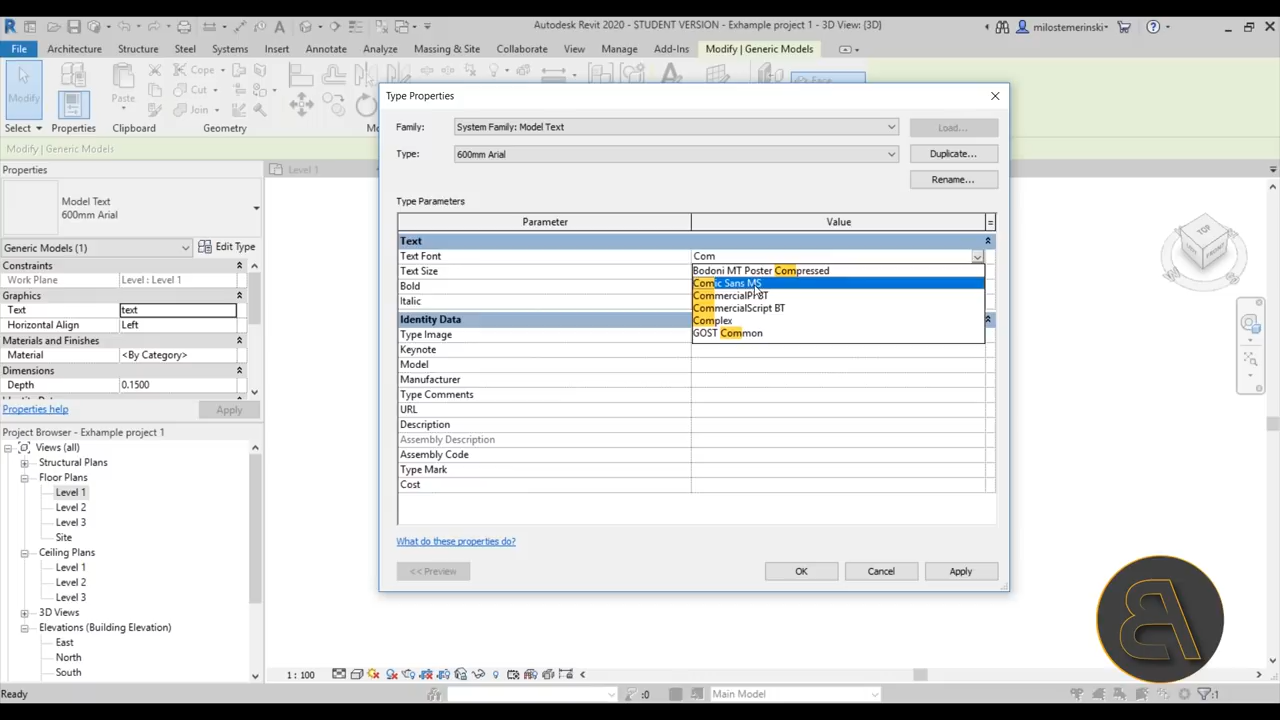 Autodesk Revit 2020 - STUDENT VERSION - Exhample project 1 - 3D View: {3D}
milostemerinski
File Architecture Structure Steel Systems Insert Annotate Analyze Massing & Site Collaborate View Manage Add-Ins Modify | Generic Models
Modify
Paste
Cope
Cut
Join
Select Properties Clipboard Geometry
Modify | Generic Models
Properties
Level 1
Model Text
600mm Arial
Generic Models (1) Edit Type
Constraints
Work Plane Level : Level 1
Graphics
Text text
Horizontal Align Left
Materials and Finishes
Material <By Category>
Dimensions
Depth 0.1500
Properties help Apply
Project Browser - Exhample project 1
Views (all)
Structural Plans
Floor Plans
Level 1
Level 2
Level 3
Site
Ceiling Plans
Level 1
Level 2
Level 3
3D Views
Elevations (Building Elevation)
East
North
South
Type Properties
Family: System Family: Model Text Load...
Type: 600mm Arial Duplicate...
Rename...
Type Parameters
Parameter Value =
Text
Text Font Com
Text Size
Bold
Italic
Bodoni MT Poster Compressed
Comic Sans MS
CommercialPi BT
CommercialScript BT
Complex
GOST Common
Identity Data
Type Image
Keynote
Model
Manufacturer
Type Comments
URL
Description
Assembly Description
Assembly Code
Type Mark
Cost
What do these properties do?
<< Preview OK Cancel Apply
TOP
1 : 100
Ready :0 Main Model :1